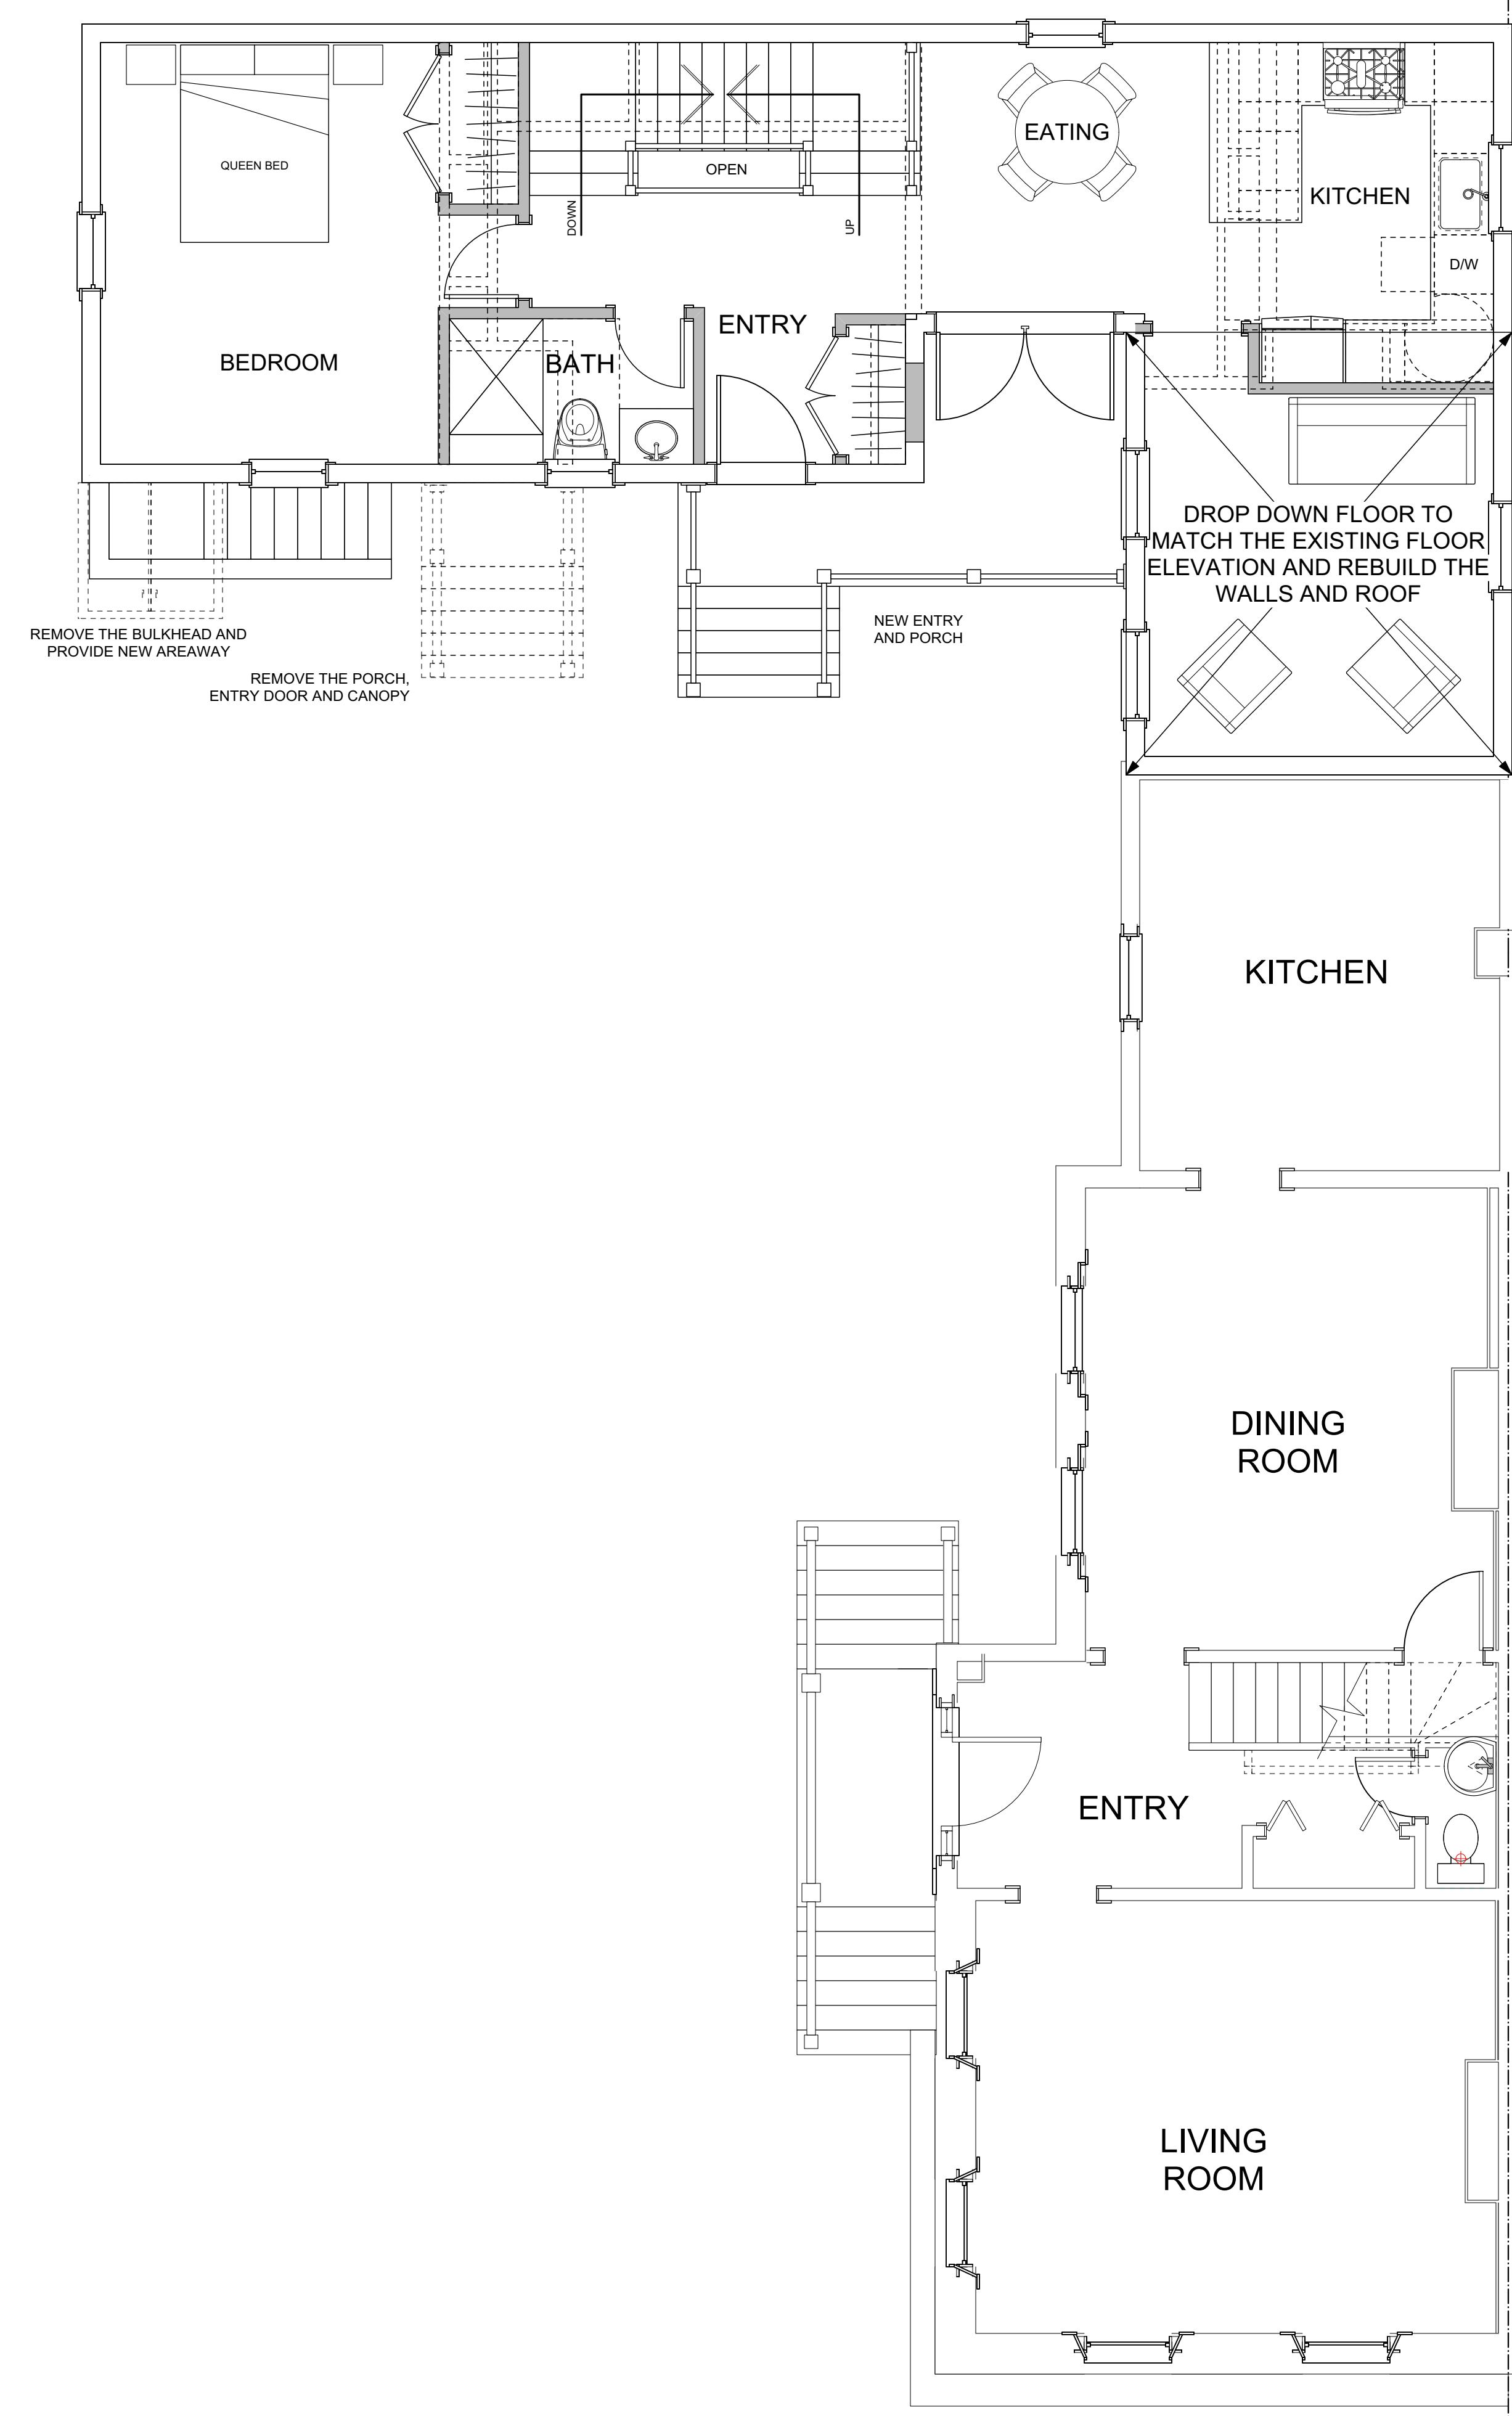 EATING
QUEEN BED
OPEN
KITCHEN
DOWN
UP
D/W
ENTRY
BEDROOM
BATH
DROP DOWN FLOOR TO
MATCH THE EXISTING FLOOR
ELEVATION AND REBUILD THE
WALLS AND ROOF
NEW ENTRY
AND PORCH
REMOVE THE BULKHEAD AND
PROVIDE NEW AREAWAY
REMOVE THE PORCH,
ENTRY DOOR AND CANOPY
KITCHEN
DINING
ROOM
ENTRY
LIVING
ROOM